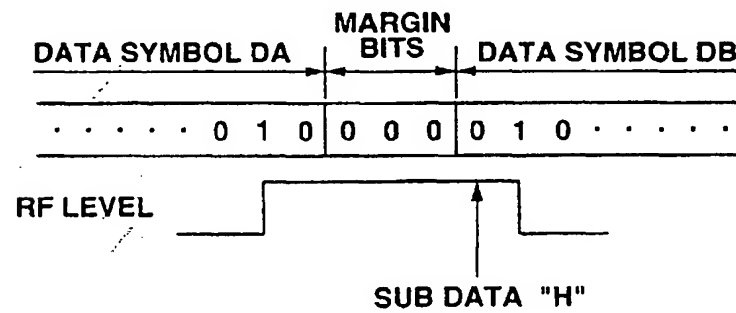 MARGIN
DATA SYMBOL DA BITS DATA SYMBOL DB
· · · · · 0 1 0 0 0 0 0 1 0 · · · · ·
RF LEVEL
SUB DATA "H"